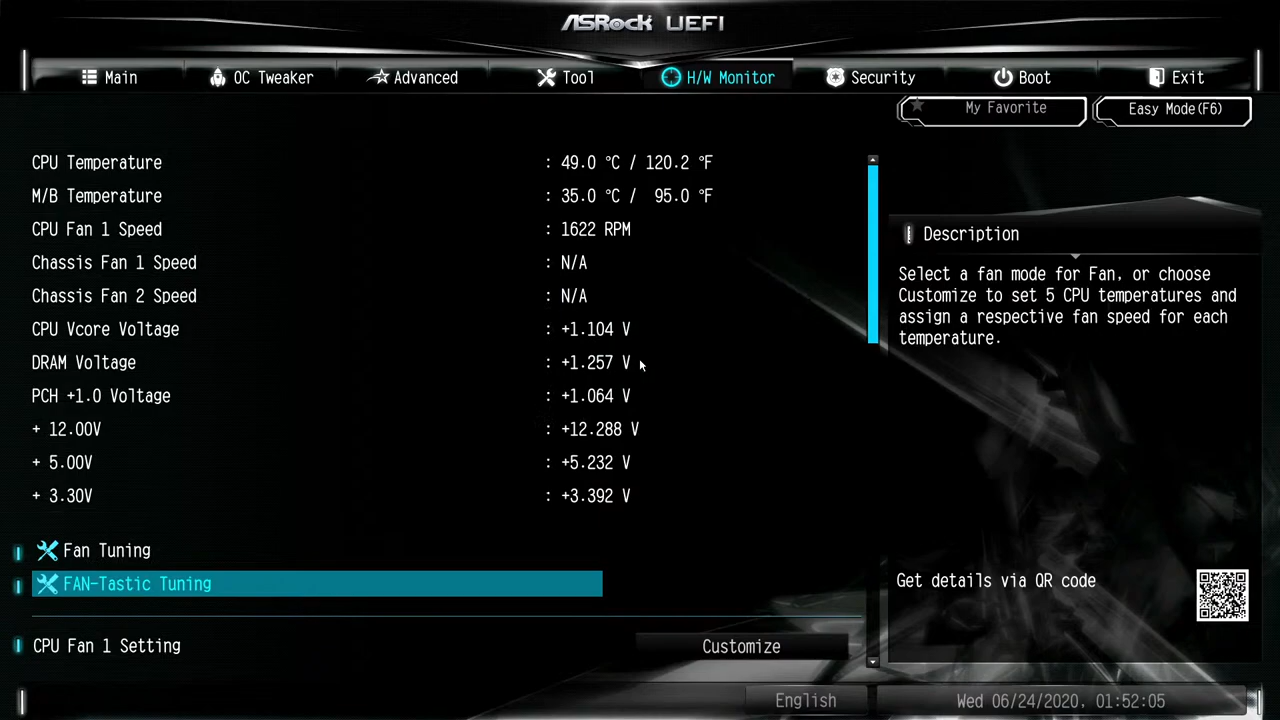 ASRock UEFI
Main OC Tweaker Advanced Tool H/W Monitor Security Boot Exit
My Favorite Easy Mode(F6)
CPU Temperature : 49.0 °C / 120.2 °F
M/B Temperature : 35.0 °C / 95.0 °F
CPU Fan 1 Speed : 1622 RPM
Chassis Fan 1 Speed : N/A
Chassis Fan 2 Speed : N/A
CPU Vcore Voltage : +1.104 V
DRAM Voltage : +1.257 V
PCH +1.0 Voltage : +1.064 V
+ 12.00V : +12.288 V
+ 5.00V : +5.232 V
+ 3.30V : +3.392 V
Fan Tuning
FAN-Tastic Tuning
CPU Fan 1 Setting Customize
Description
Select a fan mode for Fan, or choose
Customize to set 5 CPU temperatures and
assign a respective fan speed for each
temperature.
Get details via QR code
English Wed 06/24/2020, 01:52:05